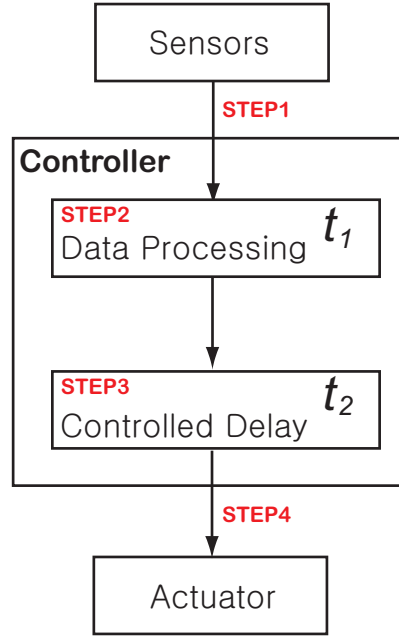 Sensors
STEP1
Controller
STEP2
t1
Data Processing
STEP3
t2
Controlled Delay
STEP4
Actuator